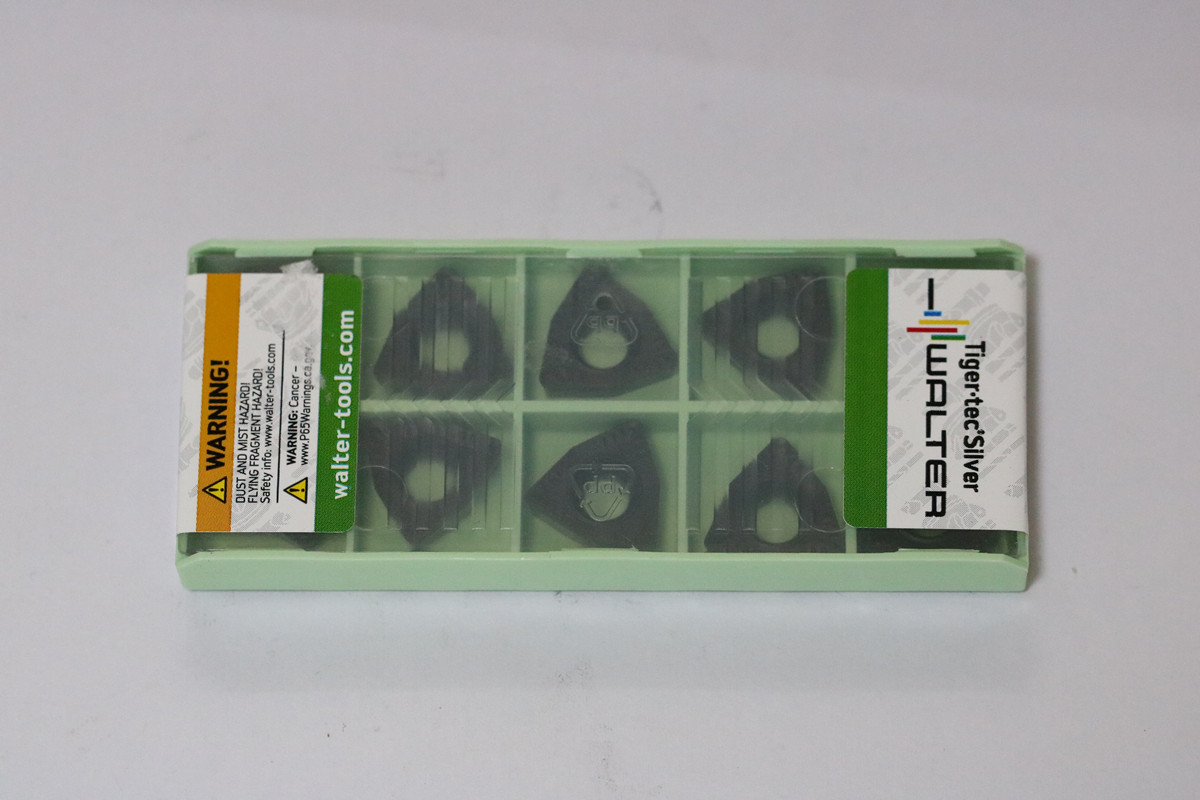 WARNING!
DUST AND MIST HAZARD!
FLYING FRAGMENT HAZARD!
Safety info: www.walter-tools.com
WARNING: Cancer –
www.P65Warnings.ca.gov
walter-tools.com
Tiger·tec®Silver
WALTER